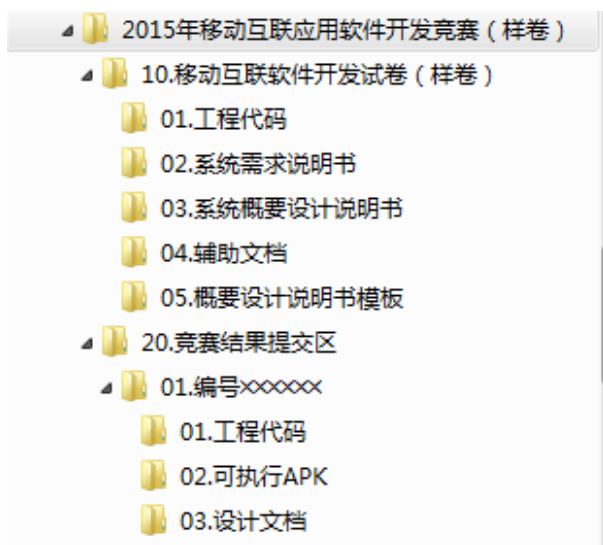 2015年移动互联应用软件开发竞赛（样卷）
10.移动互联软件开发试卷（样卷）
01.工程代码
02.系统需求说明书
03.系统概要设计说明书
04.辅助文档
05.概要设计说明书模板
20.竞赛结果提交区
01.编号××××××
01.工程代码
02.可执行APK
03.设计文档